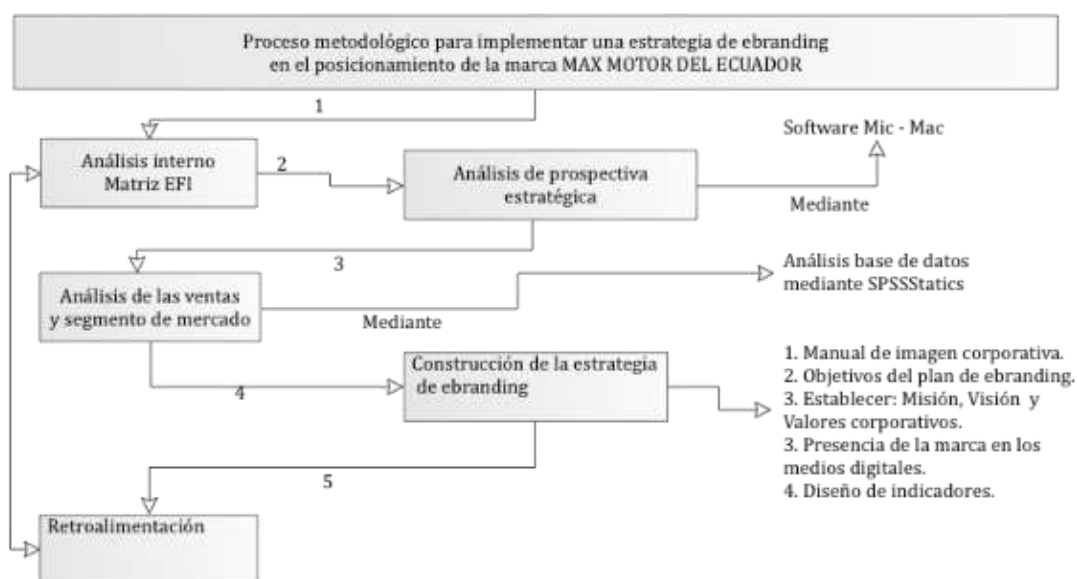 Proceso metodológico para implementar una estrategia de ebranding
en el posicionamiento de la marca MAX MOTOR DEL ECUADOR
1
Software Mic - Mac
Análisis interno
Matriz EFI
2
Análisis de prospectiva
estratégica
Mediante
3
Análisis base de datos
mediante SPSSStatics
Análisis de las ventas
y segmento de mercado
Mediante
Construcción de la estrategia
de ebranding
4
1. Manual de imagen corporativa.
2. Objetivos del plan de ebranding.
3. Establecer: Misión, Visión y
Valores corporativos.
3. Presencia de la marca en los
medios digitales.
4. Diseño de indicadores.
5
Retroalimentación